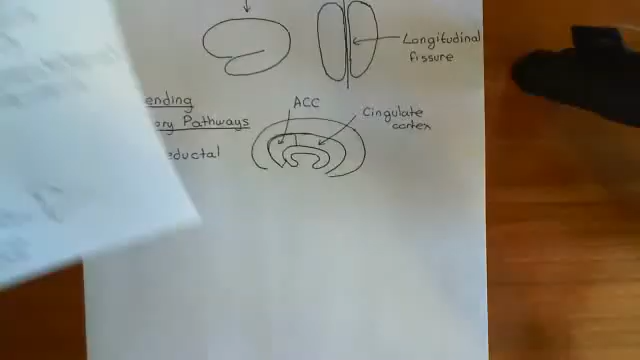 Longitudinal
fissure
ending
ory Pathways
eductal
ACC
Cingulate
cortex